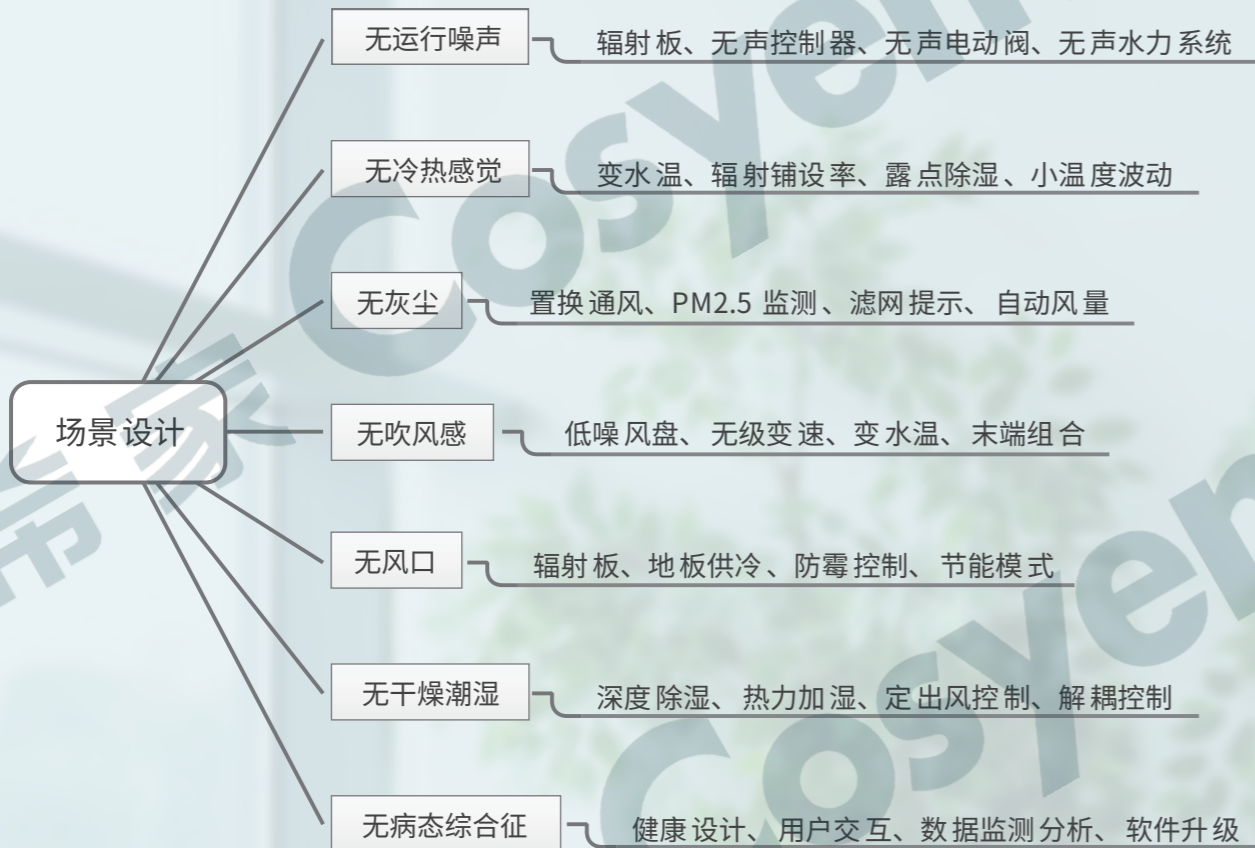 无运行噪声
辐射板、无声控制器、无声电动阀、无声水力系统
无冷热感觉
变水温、辐射铺设率、露点除湿、小温度波动
无灰尘
置换通风、PM2.5 监测、滤网提示、自动风量
场景设计
无吹风感
低噪风盘、无级变速、变水温、末端组合
无风口
辐射板、地板供冷、防霉控制、节能模式
无干燥潮湿
深度除湿、热力加湿、定出风控制、解耦控制
无病态综合征
健康设计、用户交互、数据监测分析、软件升级
帝家 Cosyen
Cosyen